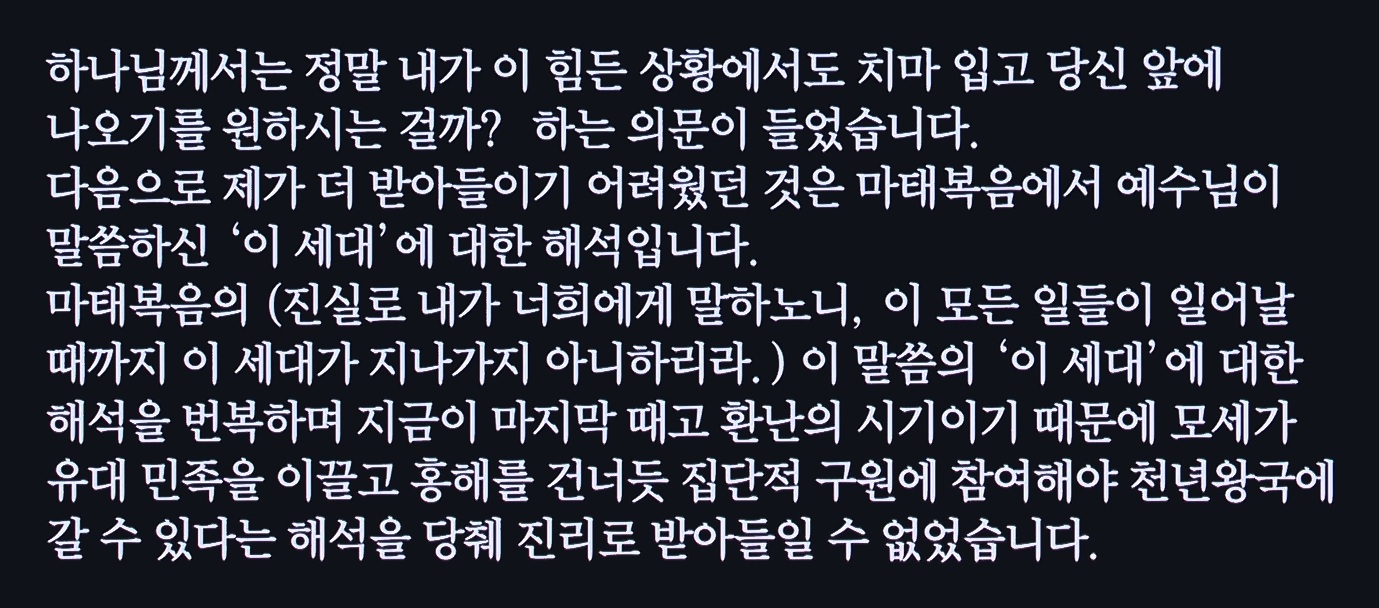 하나님께서는 정말 내가 이 힘든 상황에서도 치마 입고 당신 앞에
나오기를 원하시는 걸까? 하는 의문이 들었습니다.
다음으로 제가 더 받아들이기 어려웠던 것은 마태복음에서 예수님이
말씀하신 ‘이 세대’에 대한 해석입니다.
마태복음의 (진실로 내가 너희에게 말하노니, 이 모든 일들이 일어날
때까지 이 세대가 지나가지 아니하리라.) 이 말씀의 ‘이 세대’에 대한
해석을 번복하며 지금이 마지막 때고 환난의 시기이기 때문에 모세가
유대 민족을 이끌고 홍해를 건너듯 집단적 구원에 참여해야 천년왕국에
갈 수 있다는 해석을 당췌 진리로 받아들일 수 없었습니다.